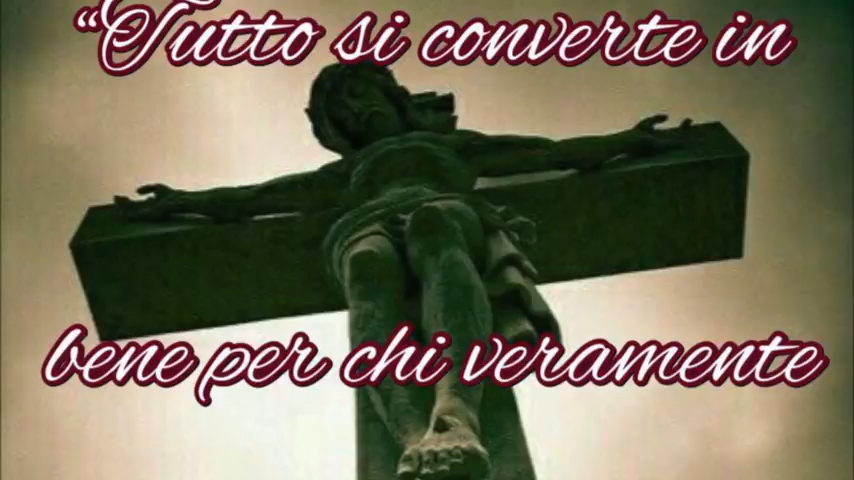 “Tutto si converte in
bene per chi veramente